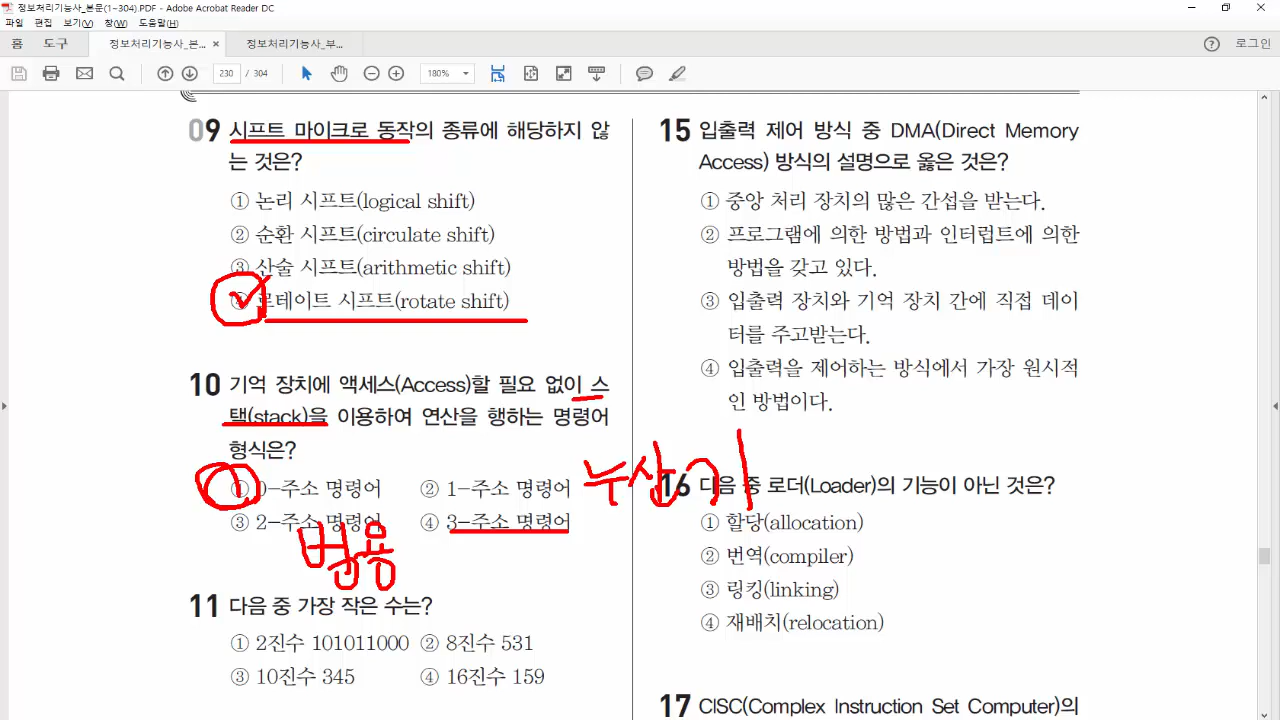 정보처리기능사_본문(1~304).PDF - Adobe Acrobat Reader DC
파일 편집 보기(V) 창(W) 도움말(H)
홈 도구 정보처리기능사_본... × 정보처리기능사_부... 로그인
230 / 304 180%
09 시프트 마이크로 동작의 종류에 해당하지 않
는 것은?
① 논리 시프트(logical shift)
② 순환 시프트(circulate shift)
③ 산술 시프트(arithmetic shift)
④ 로테이트 시프트(rotate shift)
10 기억 장치에 액세스(Access)할 필요 없이 스
택(stack)을 이용하여 연산을 행하는 명령어
형식은?
① 0-주소 명령어 ② 1-주소 명령어
누산기
③ 2-주소 명령어 ④ 3-주소 명령어
범용
11 다음 중 가장 작은 수는?
① 2진수 101011000 ② 8진수 531
③ 10진수 345 ④ 16진수 159
15 입출력 제어 방식 중 DMA(Direct Memory
Access) 방식의 설명으로 옳은 것은?
① 중앙 처리 장치의 많은 간섭을 받는다.
② 프로그램에 의한 방법과 인터럽트에 의한
방법을 갖고 있다.
③ 입출력 장치와 기억 장치 간에 직접 데이
터를 주고받는다.
④ 입출력을 제어하는 방식에서 가장 원시적
인 방법이다.
16 다음 중 로더(Loader)의 기능이 아닌 것은?
① 할당(allocation)
② 번역(compiler)
③ 링킹(linking)
④ 재배치(relocation)
17 CISC(Complex Instruction Set Computer)의